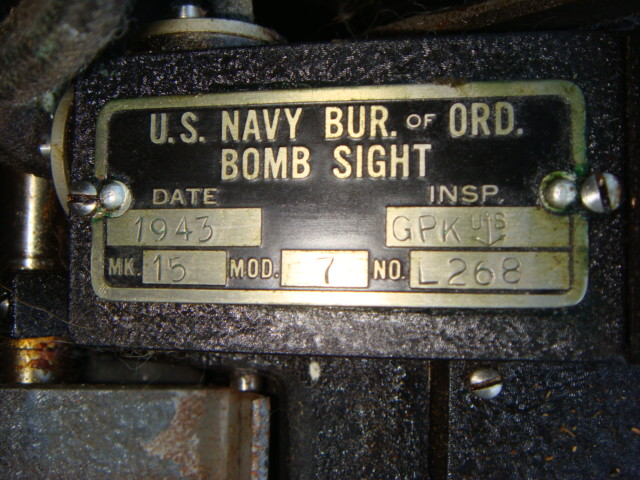 U.S. NAVY BUR. OF ORD.
BOMB SIGHT
DATE INSP.
1943 GPK U S
MK. 15 MOD. 7 NO. L268